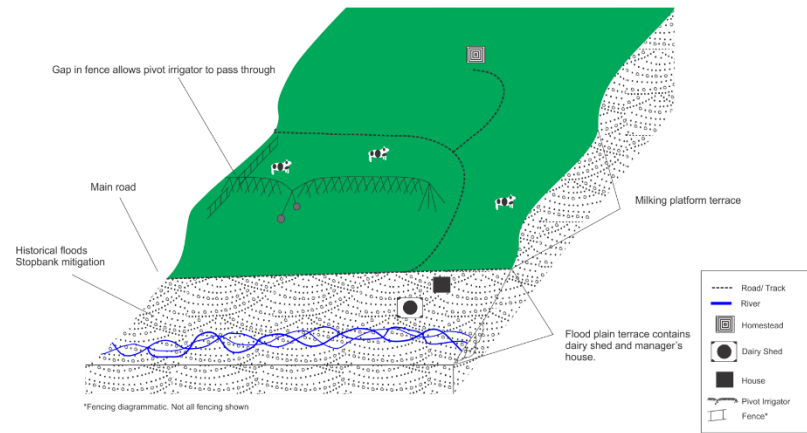 Gap in fence allows pivot irrigator to pass through
Main road
Milking platform terrace
Historical floods
Stopbank mitigation
Flood plain terrace contains
dairy shed and manager's
house.
*Fencing diagrammatic. Not all fencing shown
Road/ Track
River
Homestead
Dairy Shed
House
Pivot Irrigator
Fence*